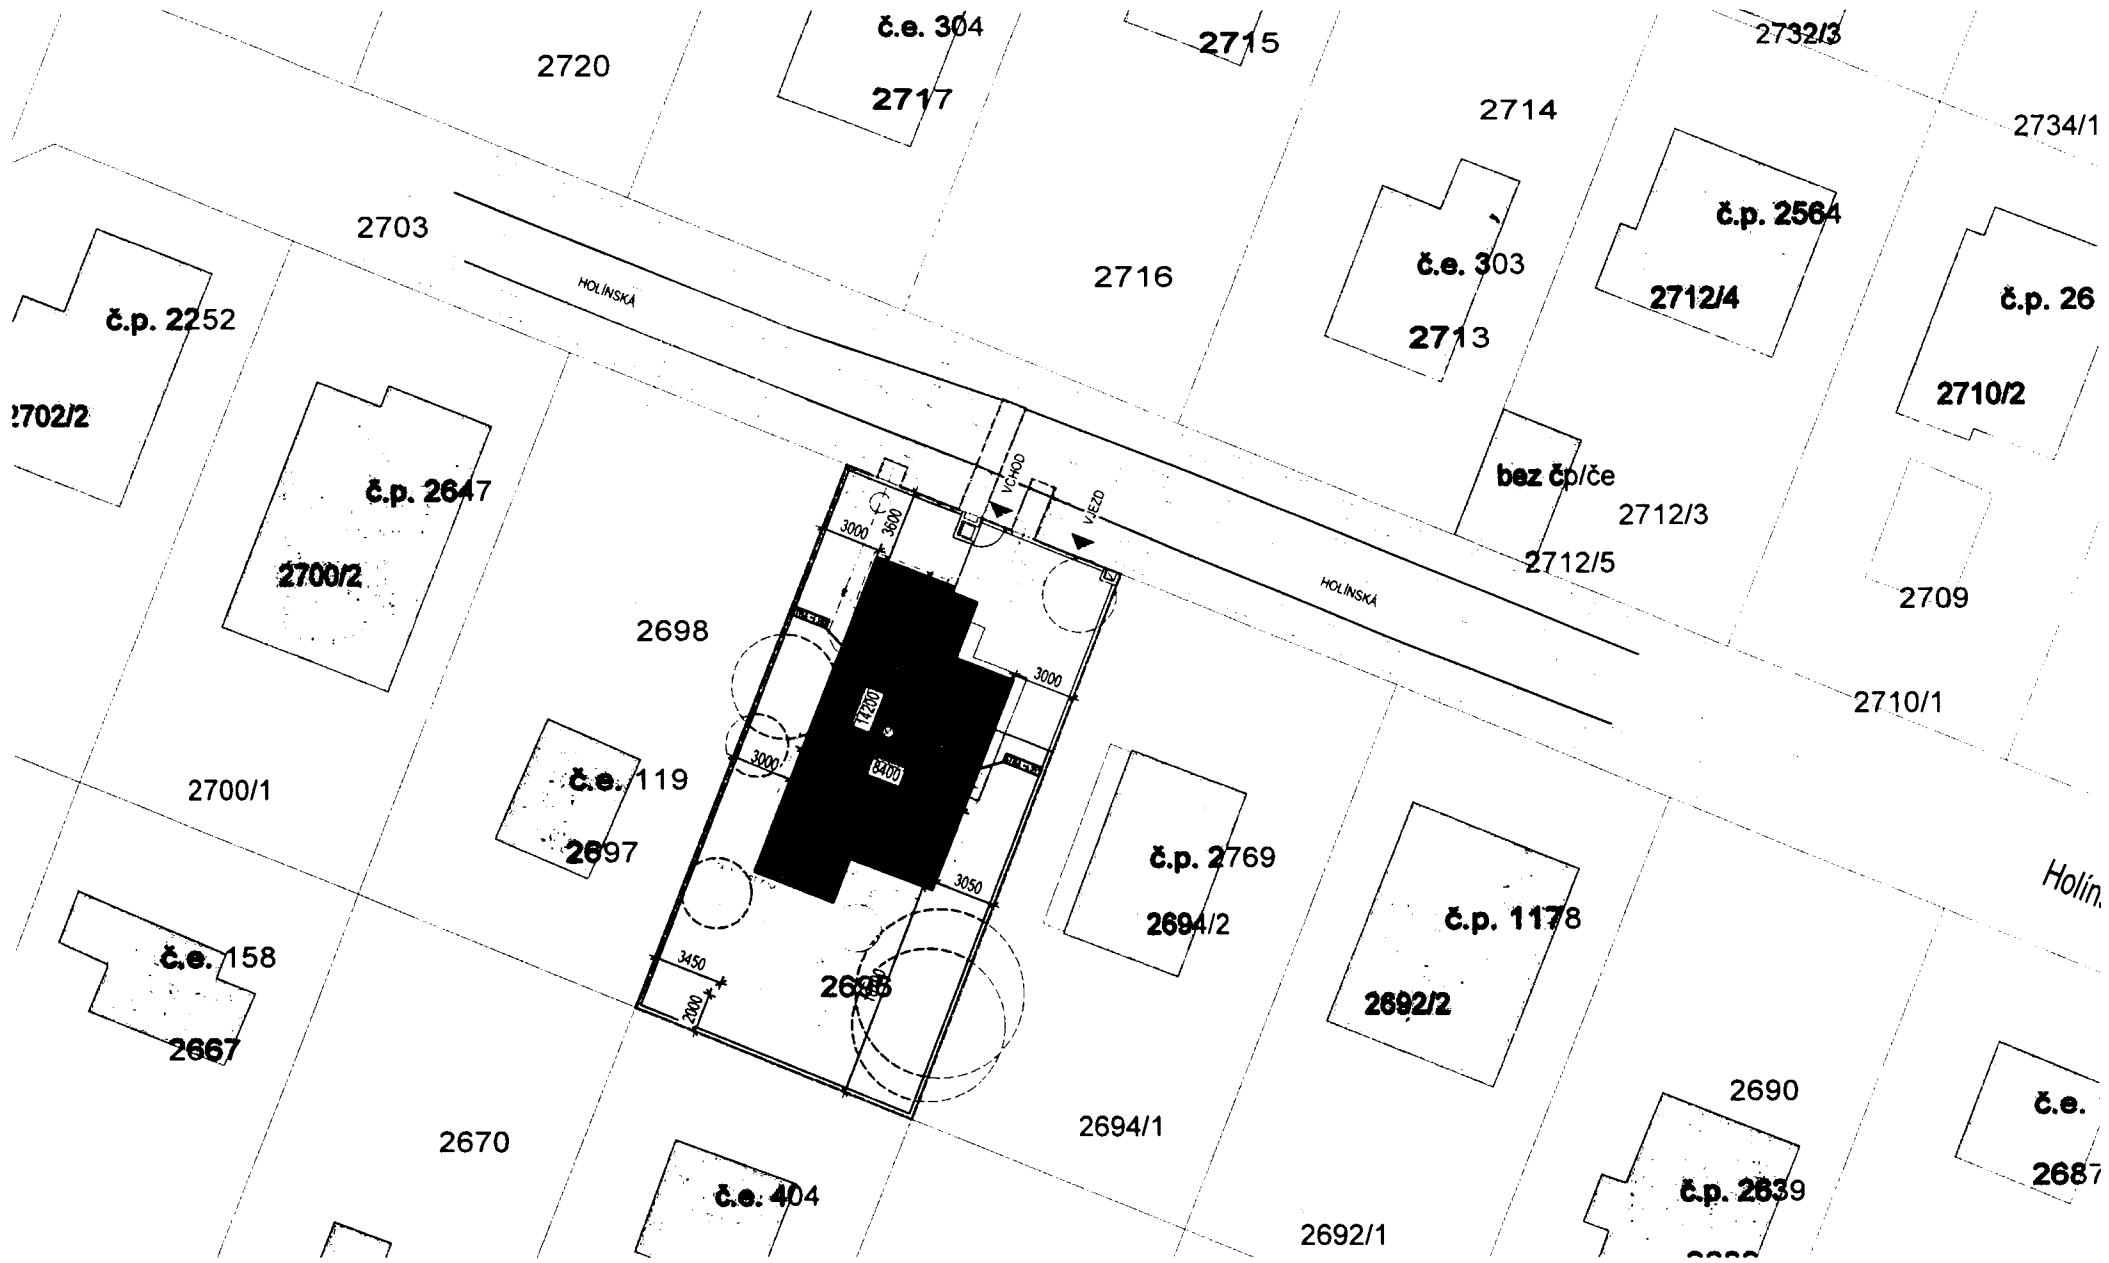 č.e. 304
2715
2732/3
2720
2717
2714
2734/1
č.p. 2564
2703
č.e. 303
2716
HOLÍNSKÁ
2712/4
č.p. 26
č.p. 2252
2713
2710/2
2702/2
č.p. 2647
VCHOD
bez čp/če
VJEZD
2712/3
3600
3000
2712/5
2700/2
HOLÍNSKÁ
2709
2698
3000
2710/1
14200
3000
8400
č.e. 119
2700/1
2697
č.p. 2769
3050
Holín
2694/2
č.p. 1178
č.e. 158
3450
2000
2692/2
2667
2690
č.e.
2694/1
2670
2687
č.e. 404
č.p. 2639
2692/1